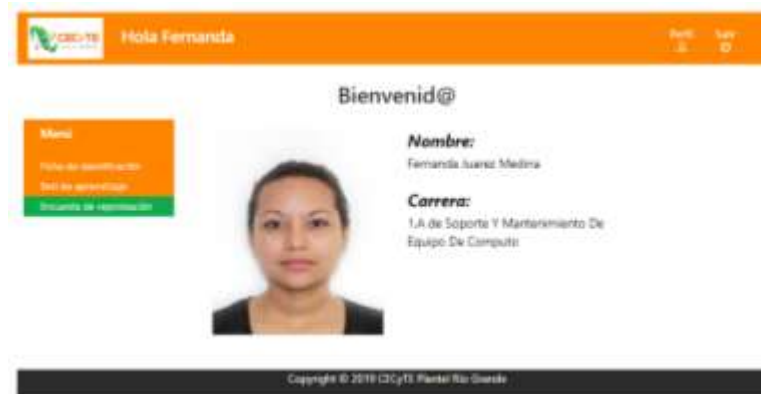 CECyTE
Hola Fernanda
Perfil
Salir
Bienvenid@
Menú
Ficha de identificación
Test de aprendizaje
Encuesta de reprobación
Nombre:
Fernanda Juarez Medina
Carrera:
1.A de Soporte Y Mantenimiento De
Equipo De Computo
Copyright © 2019 CECyTE Plantel Río Grande